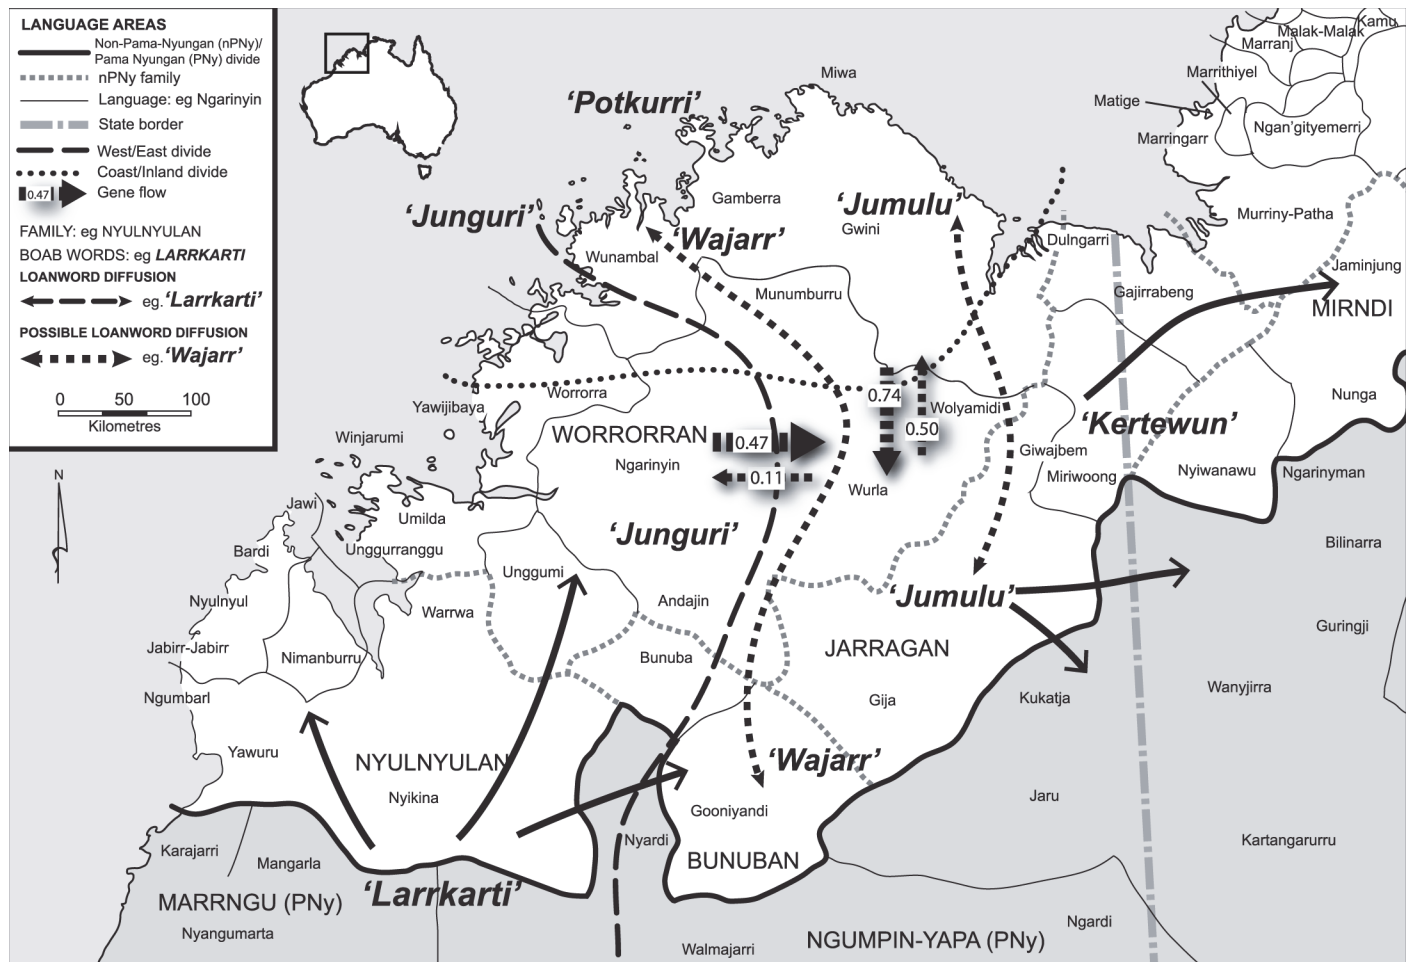 LANGUAGE AREAS
Non-Pama-Nyungan (nPNy)/
Pama Nyungan (PNy) divide
nPNy family
Language: eg Ngarinyin
State border
West/East divide
Coast/Inland divide
0.47
Gene flow
FAMILY: eg NYULNYULAN
BOAB WORDS: eg LARRKARTI
LOANWORD DIFFUSION
eg. ‘Larrkarti’
POSSIBLE LOANWORD DIFFUSION
eg. ‘Wajarr’
0 50 100
Kilometres
N
Kamu
Malak-Malak
Marranj
Marrithiyel
Matige
Ngan'gityemerri
Marringarr
Murriny-Patha
Miwa
‘Potkurri’
Gamberra
‘Junguri’
‘Jumulu’
Gwini
‘Wajarr’
Wunambal
Dulngarri
Jaminjung
Munumburru
Gajirrabeng
MIRNDI
Worrorra
Yawijibaya
0.74
Wolyamidi
0.50
Nunga
‘Kertewun’
WORRORRAN
0.47
Winjarumi
Ngarinyin
Giwajbem
Miriwoong
Nyiwanawu
Ngarinyman
0.11
Wurla
Jawi
Umilda
‘Junguri’
Bardi
Unggurranggu
Bilinarra
Unggumi
Nyulnyul
Warrwa
Andajin
‘Jumulu’
Guringji
Jabirr-Jabirr
Nimanburru
Bunuba
JARRAGAN
Ngumbarl
Gija
Kukatja
Wanyjirra
Yawuru
NYULNYULAN
‘Wajarr’
Nyikina
Gooniyandi
Jaru
Karajarri
Mangarla
Nyardi
BUNUBAN
Kartangarurru
‘Larrkarti’
MARRNGU (PNy)
Nyangumarta
Walmajarri
NGUMPIN-YAPA (PNy)
Ngardi